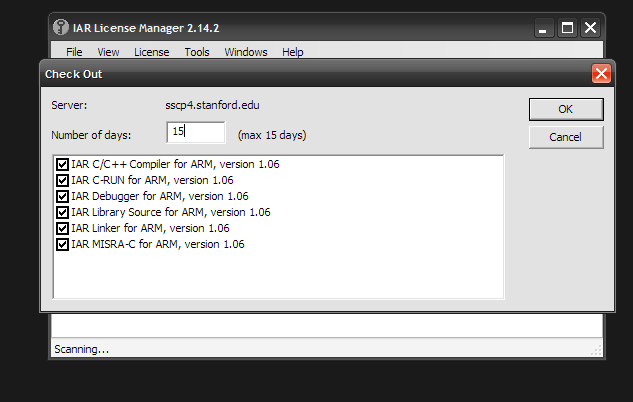 IAR License Manager 2.14.2
File View License Tools Windows Help
Check Out
Server: sscp4.stanford.edu
OK
Number of days: 15 (max 15 days)
Cancel
IAR C/C++ Compiler for ARM, version 1.06
IAR C-RUN for ARM, version 1.06
IAR Debugger for ARM, version 1.06
IAR Library Source for ARM, version 1.06
IAR Linker for ARM, version 1.06
IAR MISRA-C for ARM, version 1.06
Scanning...